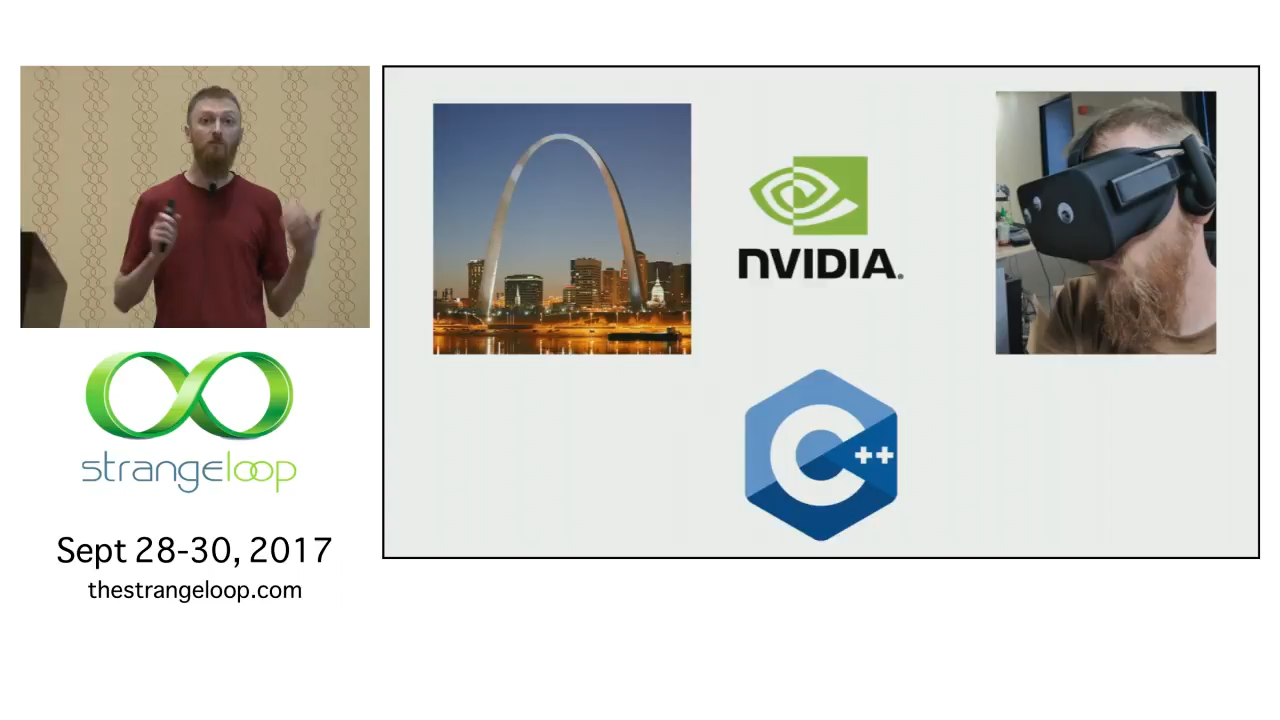 strangeloop
Sept 28-30, 2017
thestrangeloop.com
NVIDIA.
C++